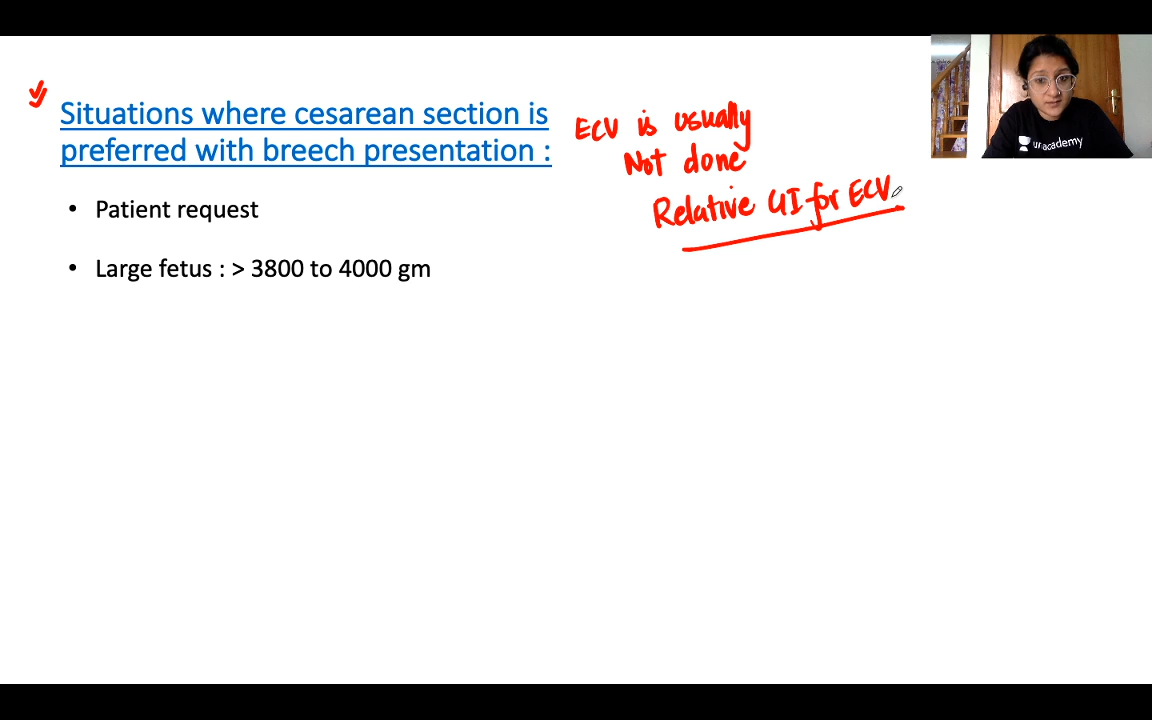 Situations where cesarean section is
preferred with breech presentation :
• Patient request
• Large fetus : > 3800 to 4000 gm
ECV is usually
Not done
Relative CI for ECV.
unacademy